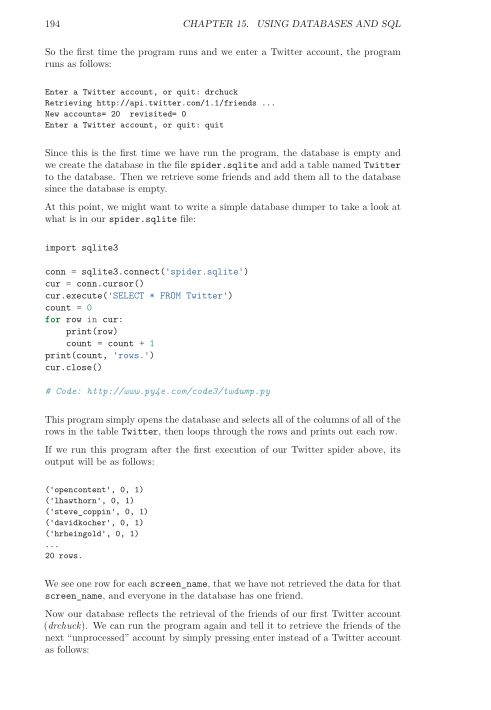 194 CHAPTER 15. USING DATABASES AND SQL
So the first time the program runs and we enter a Twitter account, the program
runs as follows:
Enter a Twitter account, or quit: drchuck
Retrieving http://api.twitter.com/1.1/friends ...
New accounts= 20  revisited= 0
Enter a Twitter account, or quit: quit
Since this is the first time we have run the program, the database is empty and
we create the database in the file spider.sqlite and add a table named Twitter
to the database. Then we retrieve some friends and add them all to the database
since the database is empty.
At this point, we might want to write a simple database dumper to take a look at
what is in our spider.sqlite file:
import sqlite3
conn = sqlite3.connect('spider.sqlite')
cur = conn.cursor()
cur.execute('SELECT * FROM Twitter')
count = 0
for row in cur:
    print(row)
    count = count + 1
print(count, 'rows.')
cur.close()
# Code: http://www.py4e.com/code3/twdump.py
This program simply opens the database and selects all of the columns of all of the
rows in the table Twitter, then loops through the rows and prints out each row.
If we run this program after the first execution of our Twitter spider above, its
output will be as follows:
('opencontent', 0, 1)
('lhawthorn', 0, 1)
('steve_coppin', 0, 1)
('davidkocher', 0, 1)
('hrheingold', 0, 1)
...
20 rows.
We see one row for each screen_name, that we have not retrieved the data for that
screen_name, and everyone in the database has one friend.
Now our database reflects the retrieval of the friends of our first Twitter account
(drchuck). We can run the program again and tell it to retrieve the friends of the
next “unprocessed” account by simply pressing enter instead of a Twitter account
as follows: